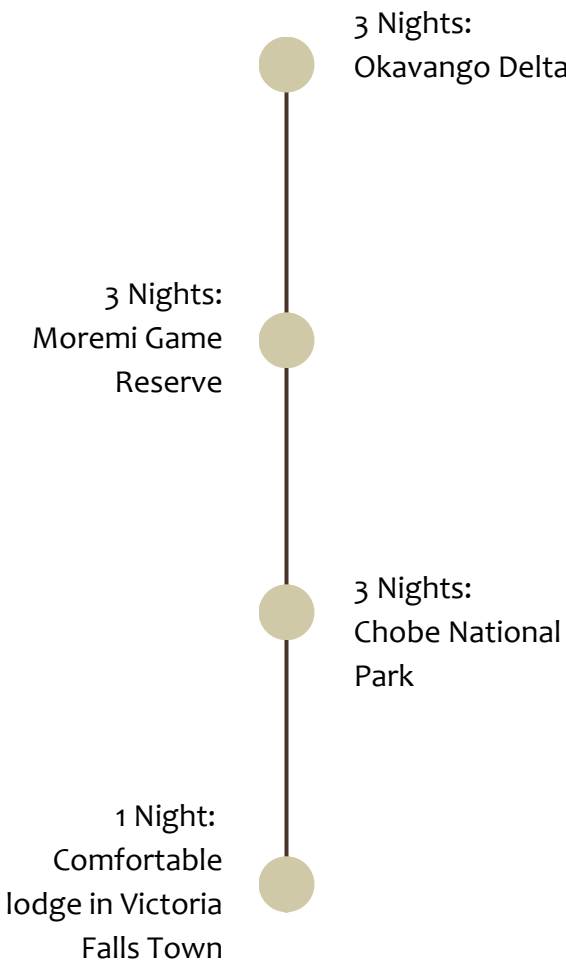 3 Nights:
Okavango Delta
3 Nights:
Moremi Game
Reserve
3 Nights:
Chobe National
Park
1 Night:
Comfortable
lodge in Victoria
Falls Town